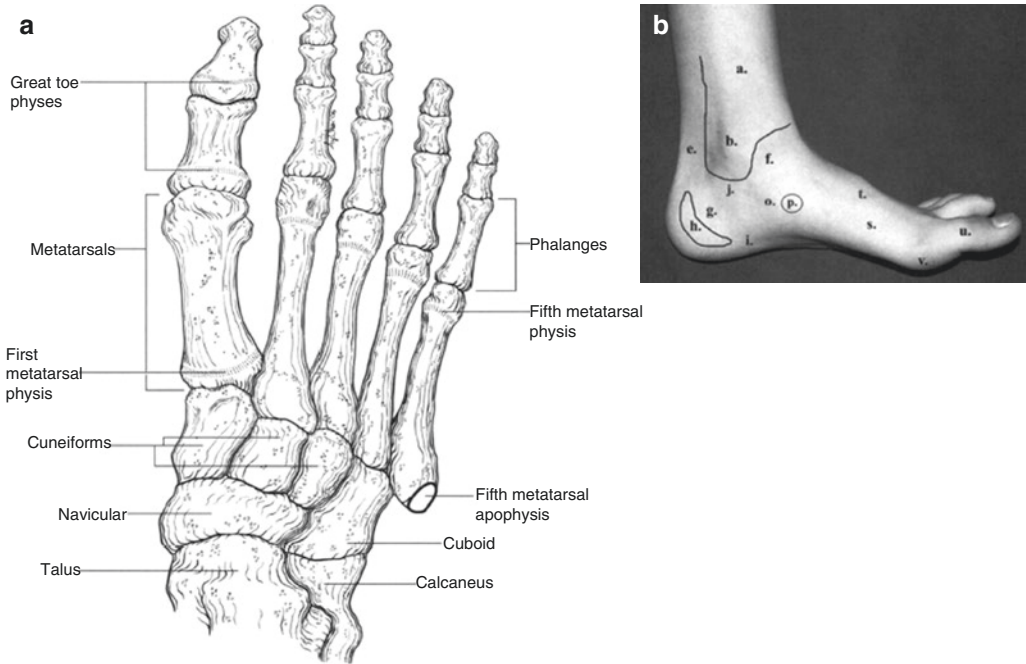 a
Great toe
physes
Metatarsals
First
metatarsal
physis
Cuneiforms
Navicular
Talus
Phalanges
Fifth metatarsal
physis
Fifth metatarsal
apophysis
Cuboid
Calcaneus
b
a.
b.
e.
f.
j.
g.
h.
i.
o.
p.
t.
s.
u.
v.